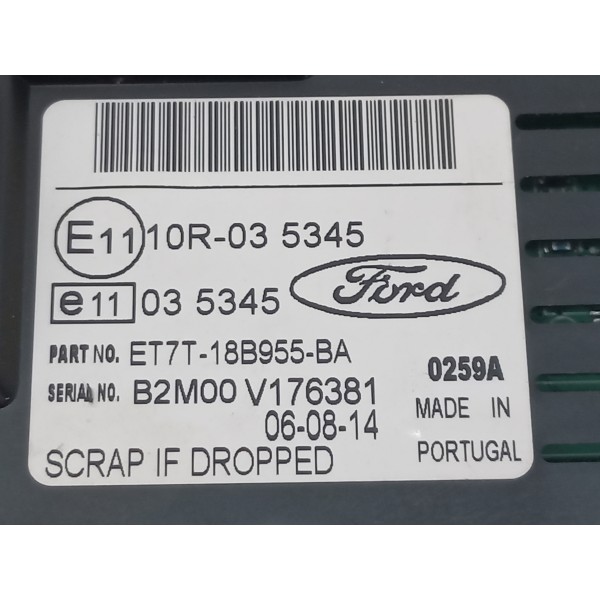 E11 10R-03 5345
e11 03 5345
Ford
PART NO. ET7T-18B955-BA
SERIAL NO. B2M00 V176381
06-08-14
0259A
MADE IN
PORTUGAL
SCRAP IF DROPPED